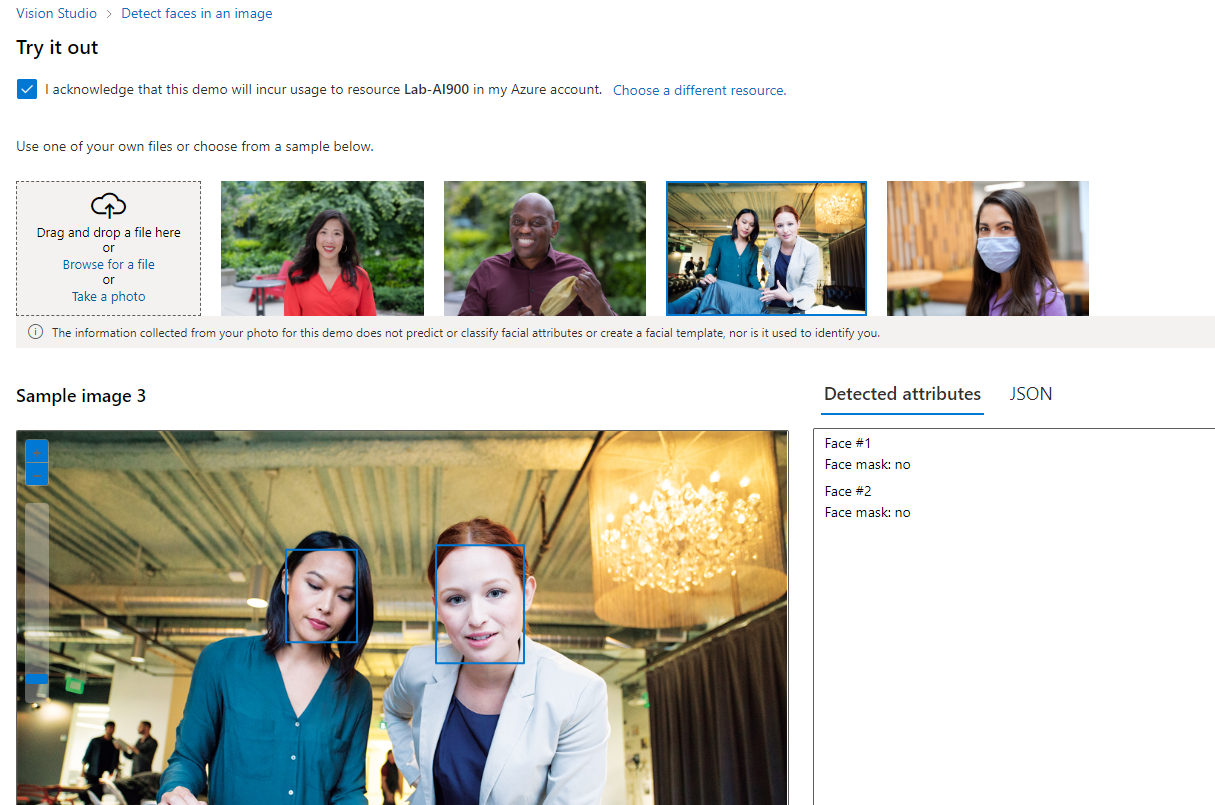 Vision Studio > Detect faces in an image
Try it out
I acknowledge that this demo will incur usage to resource Lab-AI900 in my Azure account. Choose a different resource.
Use one of your own files or choose from a sample below.
Drag and drop a file here
or
Browse for a file
or
Take a photo
The information collected from your photo for this demo does not predict or classify facial attributes or create a facial template, nor is it used to identify you.
Sample image 3
Detected attributes JSON
Face #1
Face mask: no
Face #2
Face mask: no